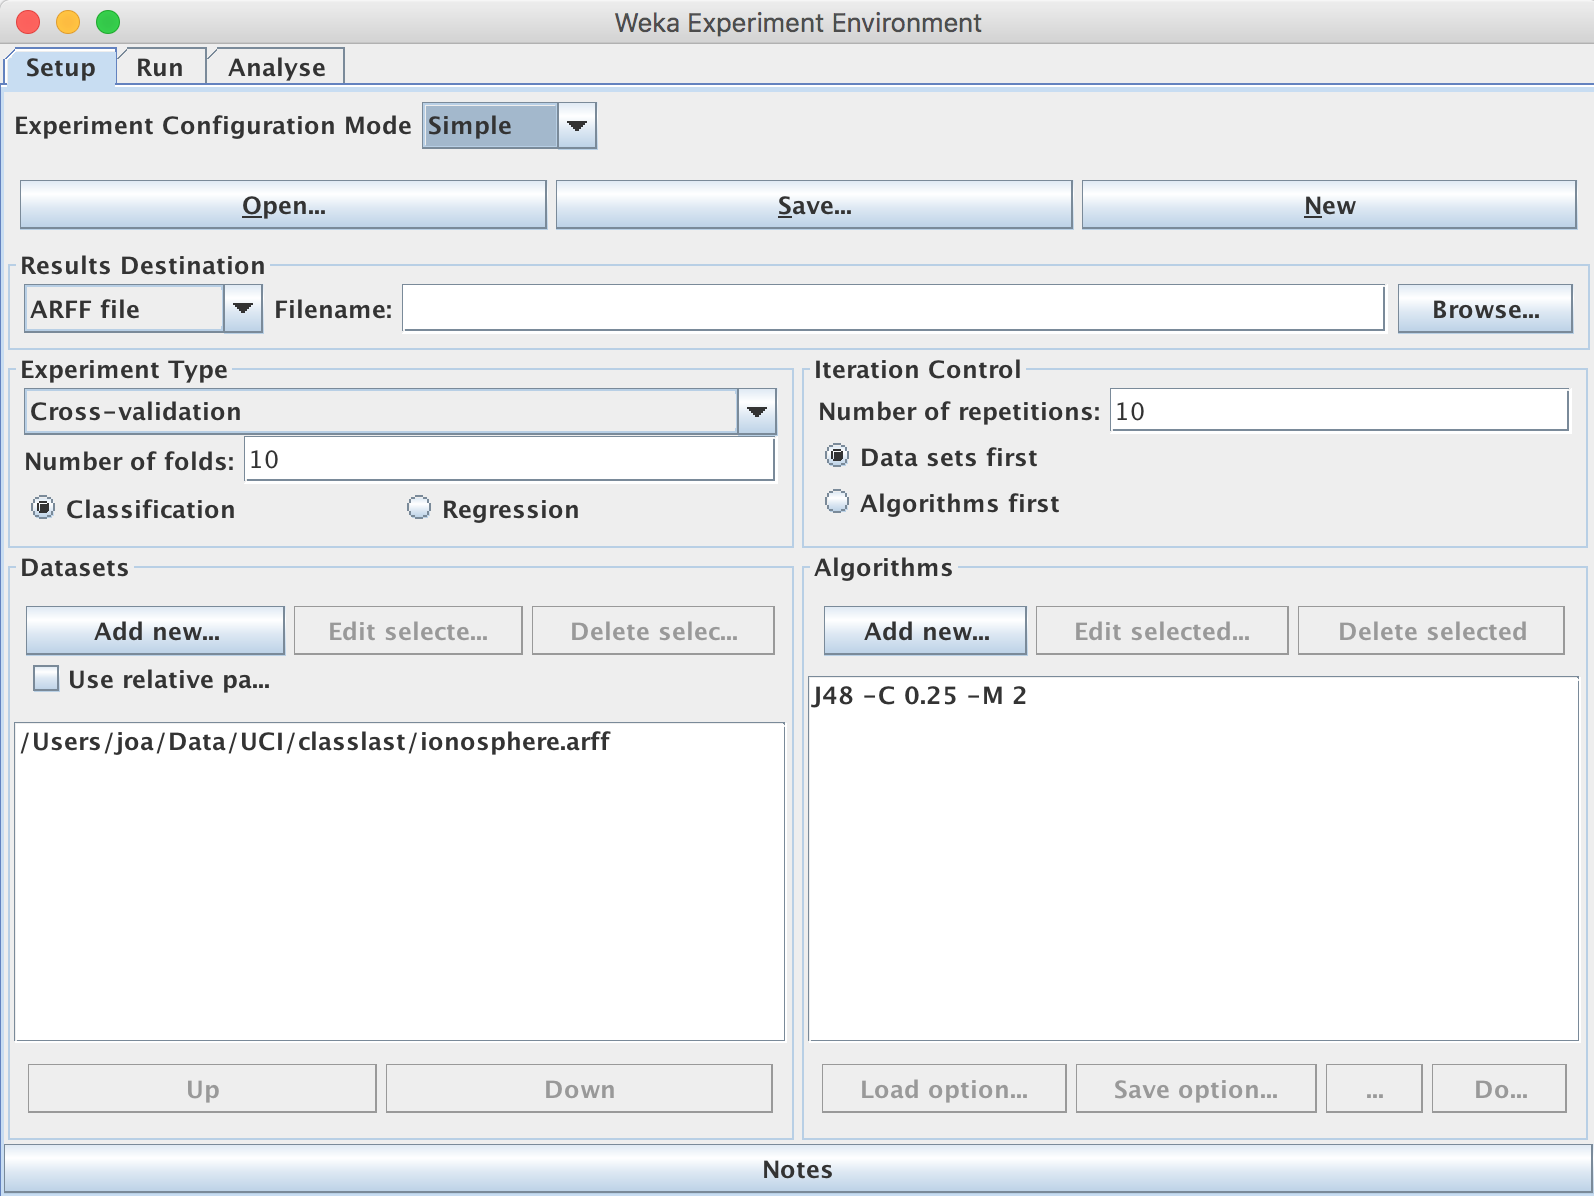 Weka Experiment Environment
Setup Run Analyse
Experiment Configuration Mode Simple
Open... Save... New
Results Destination
ARFF file Filename: Browse...
Experiment Type
Cross-validation
Number of folds: 10
Classification Regression
Iteration Control
Number of repetitions: 10
Data sets first
Algorithms first
Datasets
Add new... Edit selecte... Delete selec...
Use relative pa...
/Users/joa/Data/UCI/classlast/ionosphere.arff
Up Down
Algorithms
Add new... Edit selected... Delete selected
J48 -C 0.25 -M 2
Load option... Save option... ... Do...
Notes